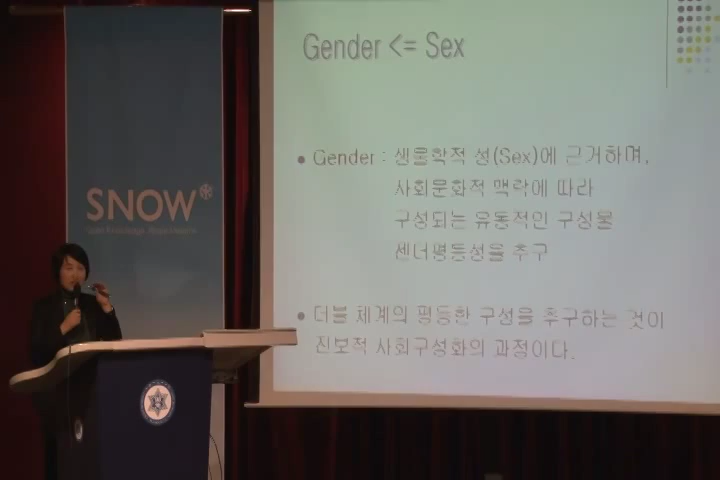 Gender <= Sex
• Gender : 생물학적 성(Sex)에 근거하며,
사회문화적 맥락에 따라
구성되는 유동적인 구성물
센너평등성을 추구
• 더블 체계의 평등한 구성을 추구하는 것이
진보적 사회구성화의 과정이다.
SNOW